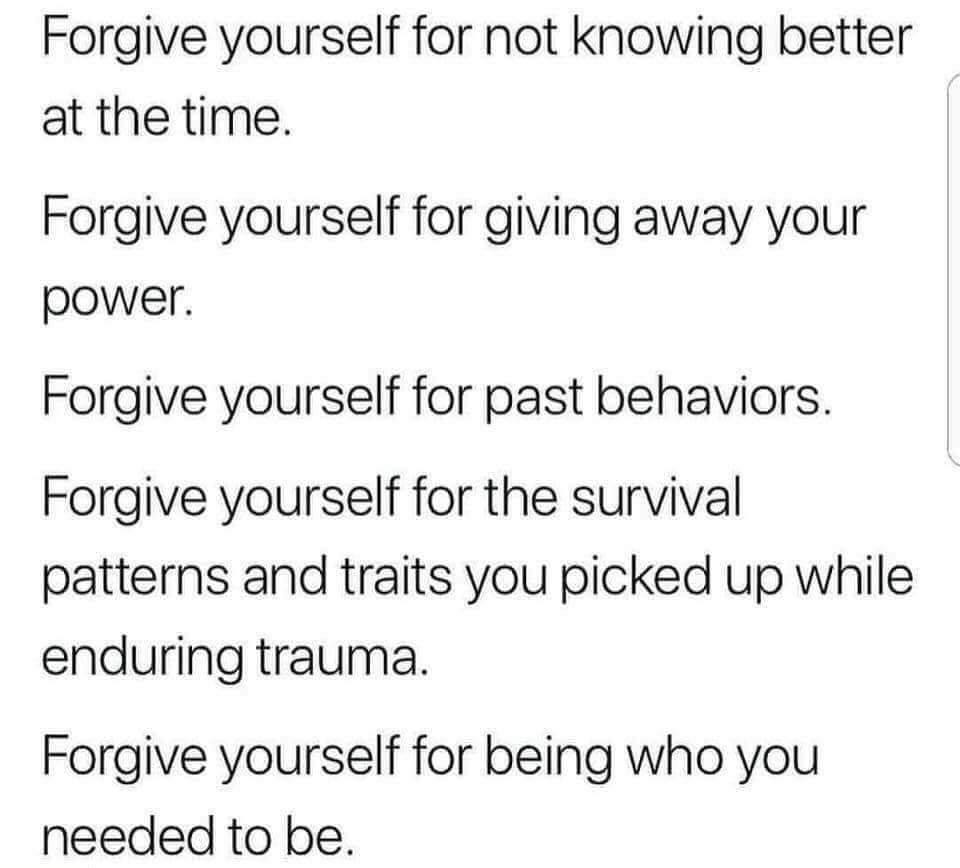 Forgive yourself for not knowing better
at the time.
Forgive yourself for giving away your
power.
Forgive yourself for past behaviors.
Forgive yourself for the survival
patterns and traits you picked up while
enduring trauma.
Forgive yourself for being who you
needed to be.